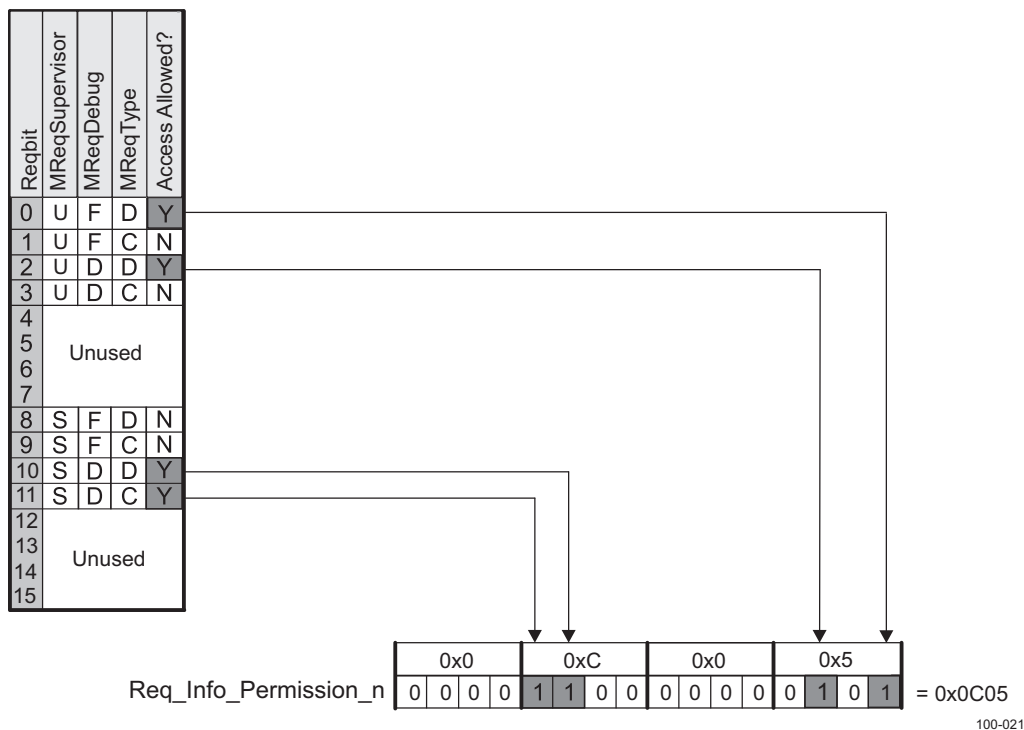 Reqbit MReqSupervisor MReqDebug MReqType Access Allowed?
0 U F D Y
1 U F C N
2 U D D Y
3 U D C N
4
5
Unused
6
7
8 S F D N
9 S F C N
10 S D D Y
11 S D C Y
12
13
Unused
14
15
0x0 0xC 0x0 0x5
Req_Info_Permission_n 0 0 0 0 1 1 0 0 0 0 0 0 0 1 0 1 = 0x0C05
100-021